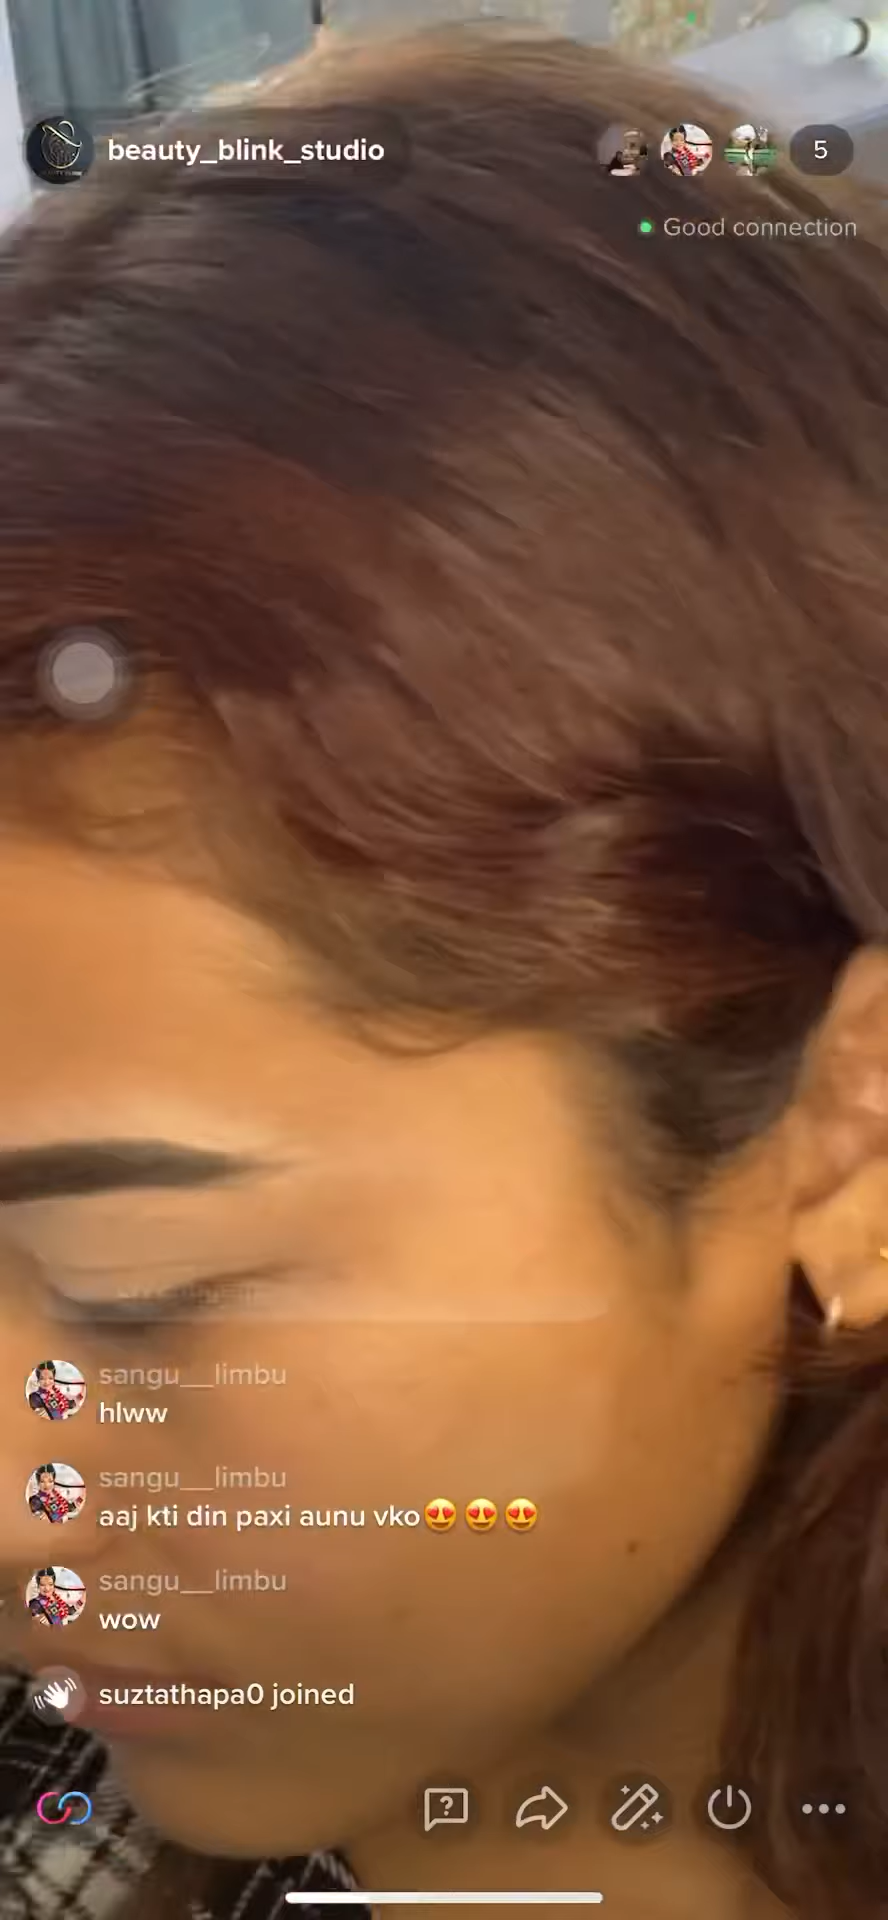 beauty_blink_studio
5
Good connection
sangu__limbu
hlww
sangu__limbu
aaj kti din paxi aunu vko😍😍😍
sangu__limbu
wow
suztathapa0 joined